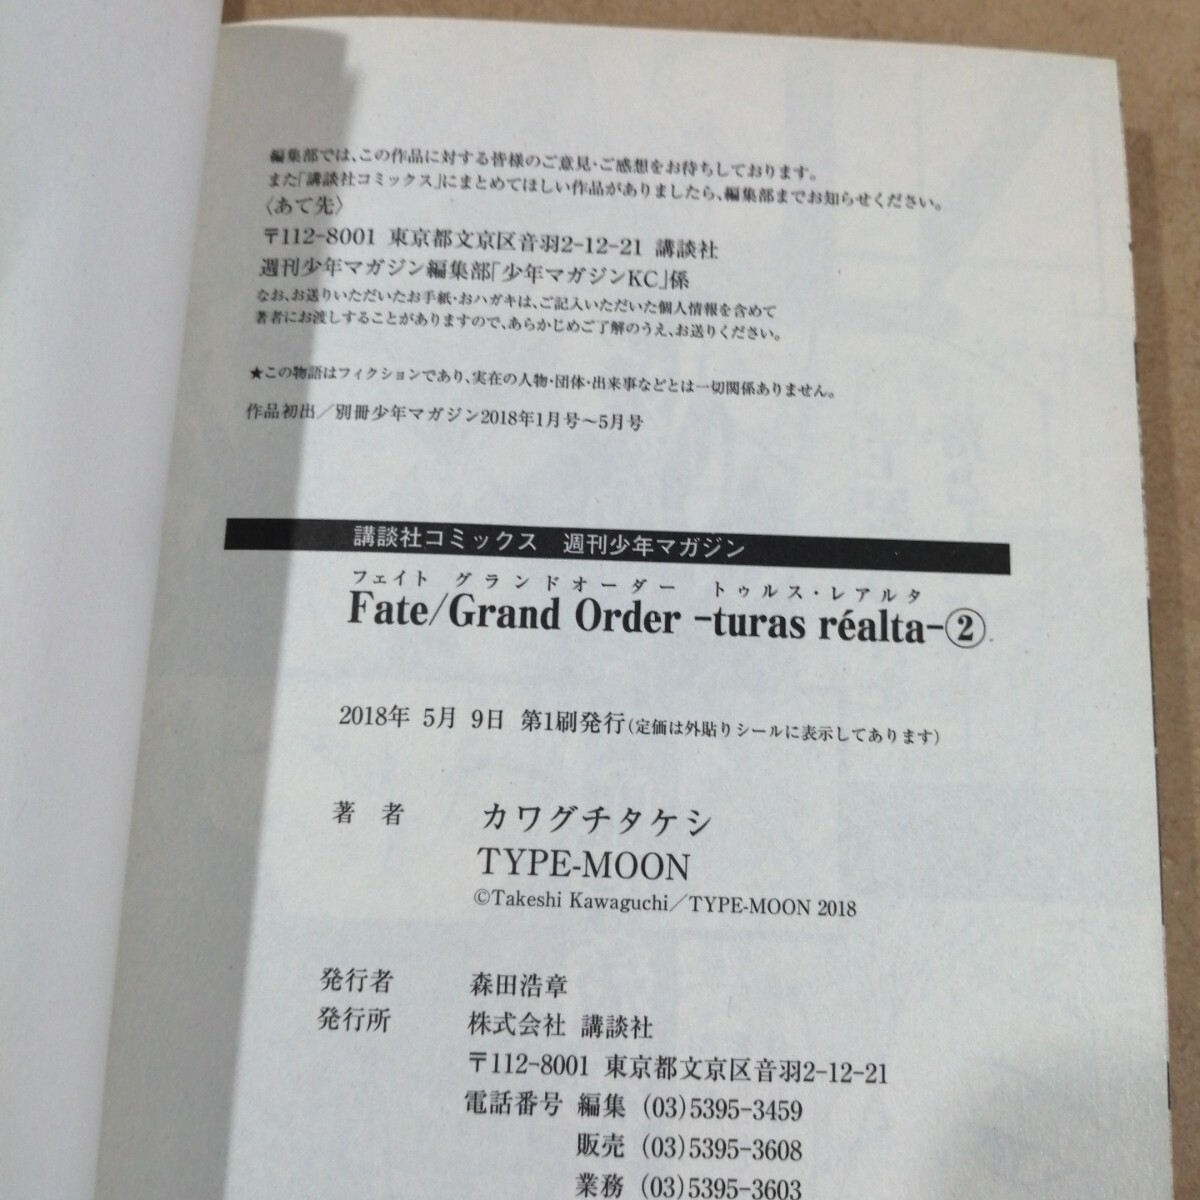 編集部では、この作品に対する皆様のご意見・ご感想をお待ちしております。
また「講談社コミックス」にまとめてほしい作品がありましたら、編集部までお知らせください。
〈あて先〉
〒112-8001 東京都文京区音羽2-12-21 講談社
週刊少年マガジン編集部「少年マガジンKC」係
なお、お送りいただいたお手紙・おハガキは、ご記入いただいた個人情報を含めて
著者にお渡しすることがありますので、あらかじめご了解のうえ、お送りください。
★この物語はフィクションであり、実在の人物・団体・出来事などとは一切関係ありません。
作品初出／別冊少年マガジン2018年1月号〜5月号
講談社コミックス 週刊少年マガジン
フェイト グランドオーダー トゥルス・レアルタ
Fate/Grand Order -turas réalta-②
2018年 5月 9日 第1刷発行(定価は外貼りシールに表示してあります)
著 者 カワグチタケシ
TYPE-MOON
©Takeshi Kawaguchi／TYPE-MOON 2018
発行者 森田浩章
発行所 株式会社 講談社
〒112-8001 東京都文京区音羽2-12-21
電話番号 編集 (03)5395-3459
販売 (03)5395-3608
業務 (03)5395-3603